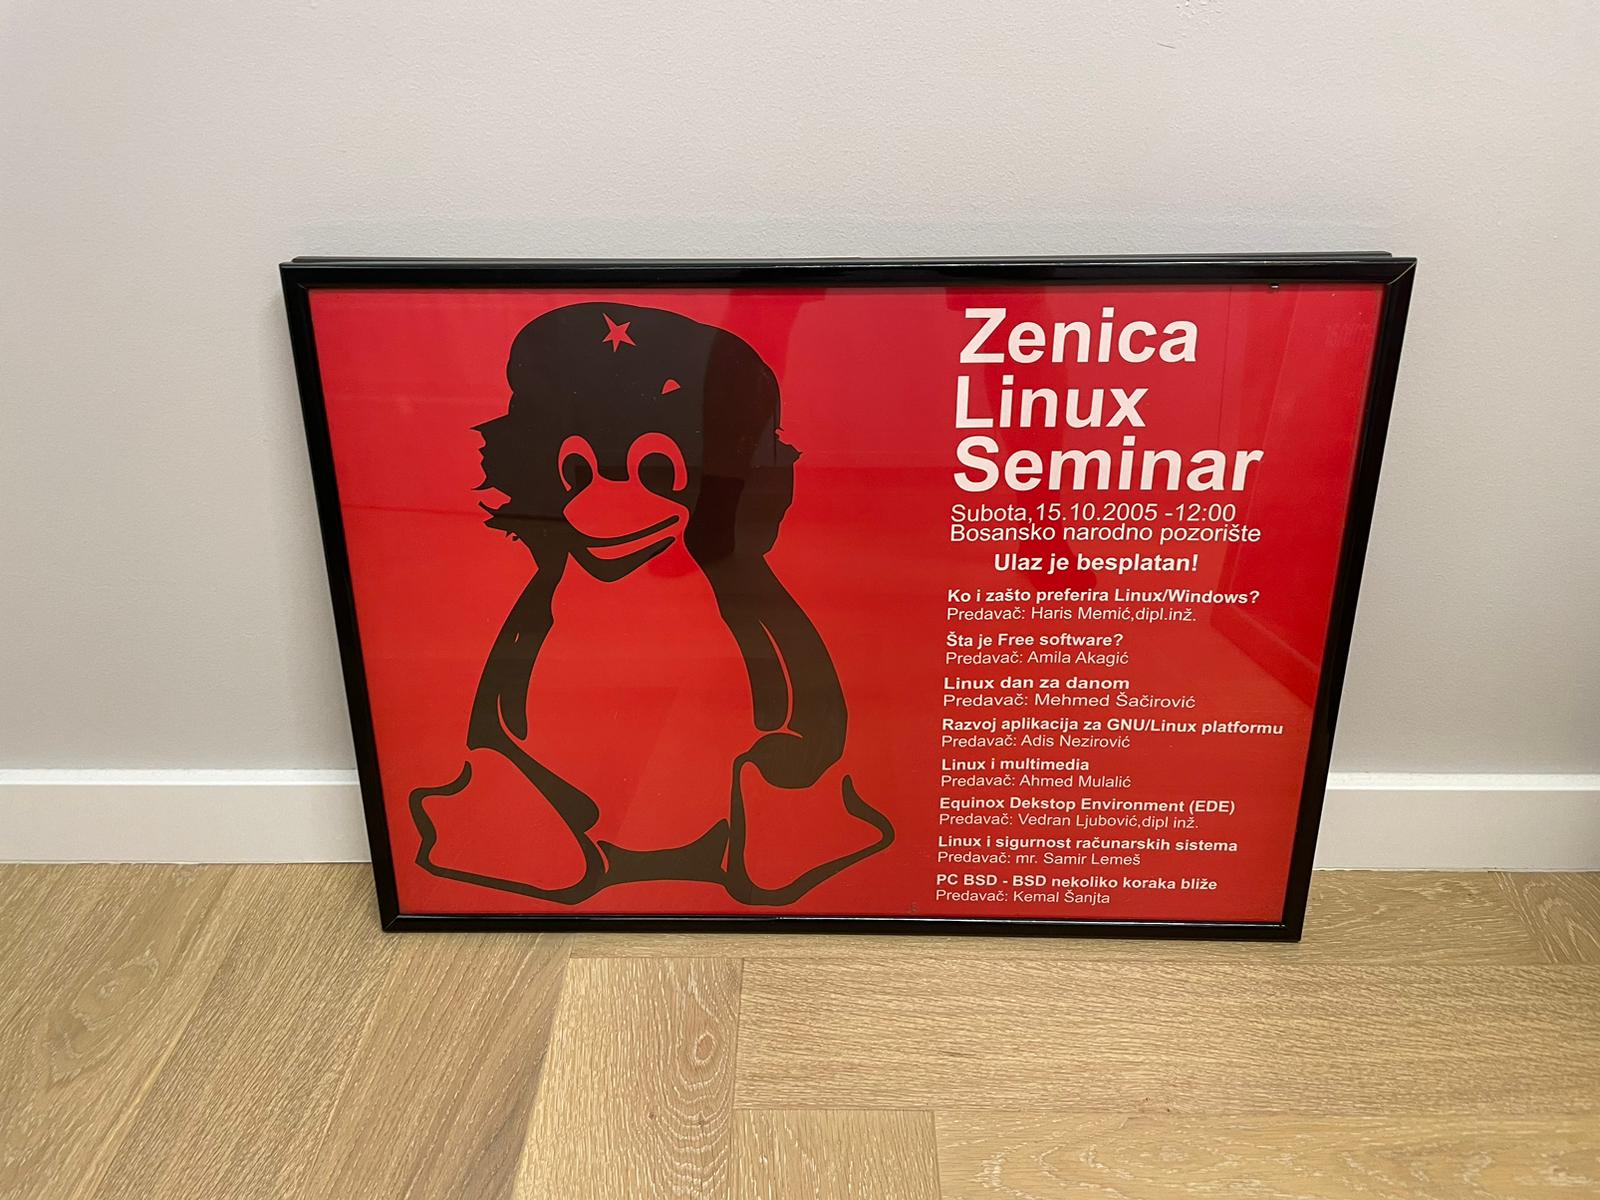 Zenica
Linux
Seminar
Subota,15.10.2005 -12:00
Bosansko narodno pozorište
Ulaz je besplatan!
Ko i zašto preferira Linux/Windows?
Predavač: Haris Memić,dipl.inž.
Šta je Free software?
Predavač: Amila Akagić
Linux dan za danom
Predavač: Mehmed Šačirović
Razvoj aplikacija za GNU/Linux platformu
Predavač: Adis Nezirović
Linux i multimedia
Predavač: Ahmed Mulalić
Equinox Dekstop Environment (EDE)
Predavač: Vedran Ljubović,dipl inž.
Linux i sigurnost računarskih sistema
Predavač: mr. Samir Lemeš
PC BSD - BSD nekoliko koraka bliže
Predavač: Kemal Šanjta